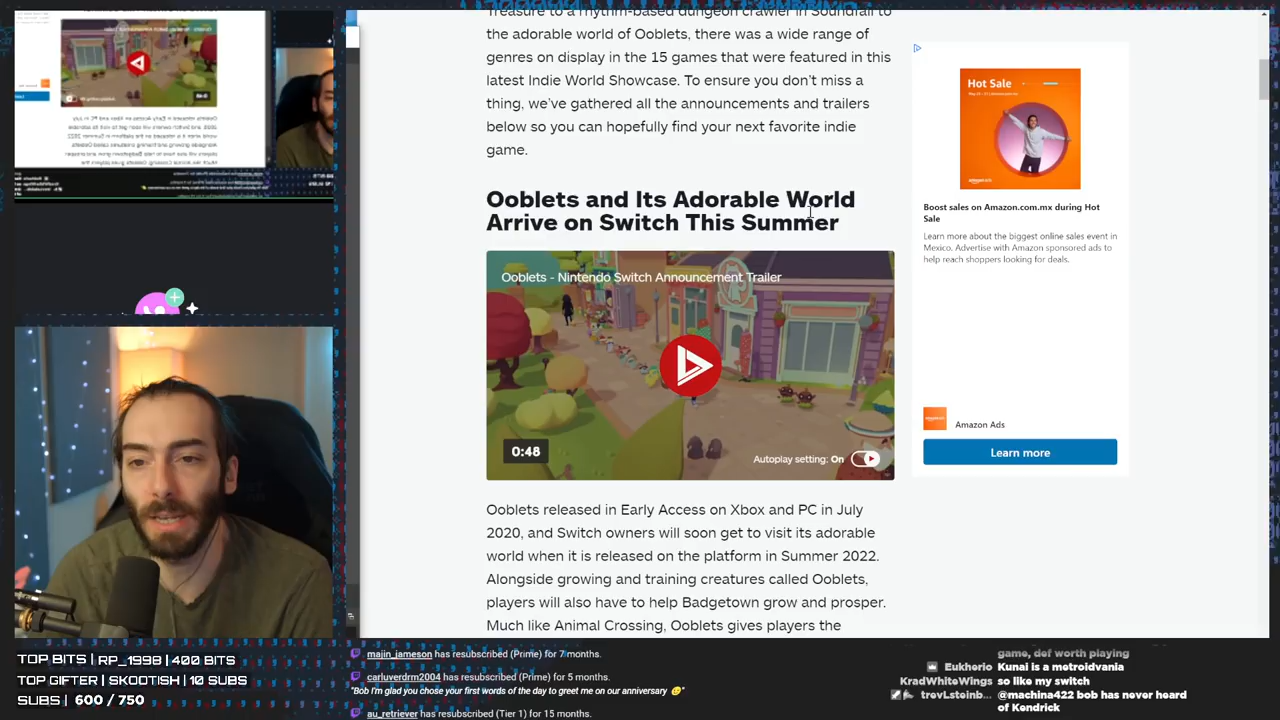 treasure to a rhythm-based dungeon crawler in Soundfall to
the adorable world of Ooblets, there was a wide range of
genres on display in the 15 games that were featured in this
latest Indie World Showcase. To ensure you don't miss a
thing, we've gathered all the announcements and trailers
below so you can hopefully find your next favorite indie
game.
Ooblets and Its Adorable World
Arrive on Switch This Summer
Ooblets - Nintendo Switch Announcement Trailer
0:48
Autoplay setting: On
Ooblets released in Early Access on Xbox and PC in July
2020, and Switch owners will soon get to visit its adorable
world when it is released on the platform in Summer 2022.
Alongside growing and training creatures called Ooblets,
players will also have to help Badgetown grow and prosper.
Much like Animal Crossing, Ooblets gives players the
Hot Sale
amazon ads
Boost sales on Amazon.com.mx during Hot
Sale
Learn more about the biggest online sales event in
Mexico. Advertise with Amazon sponsored ads to
help reach shoppers looking for deals.
Amazon Ads
Learn more
TOP BITS | RP_1998 | 400 BITS
TOP GIFTER | SKOOTISH | 10 SUBS
SUBS | 600 / 750
majin_jameson has resubscribed (Prime) for 7 months.
carluverdrm2004 has resubscribed (Prime) for 5 months.
"Bob I'm glad you chose your first words of the day to greet me on our anniversary"
au_retriever has resubscribed (Tier 1) for 15 months.
game, def worth playing
Eukherio Kunai is a metroidvania
KradWhiteWings so like my switch
trevLsteinb... @machina422 bob has never heard
of Kendrick